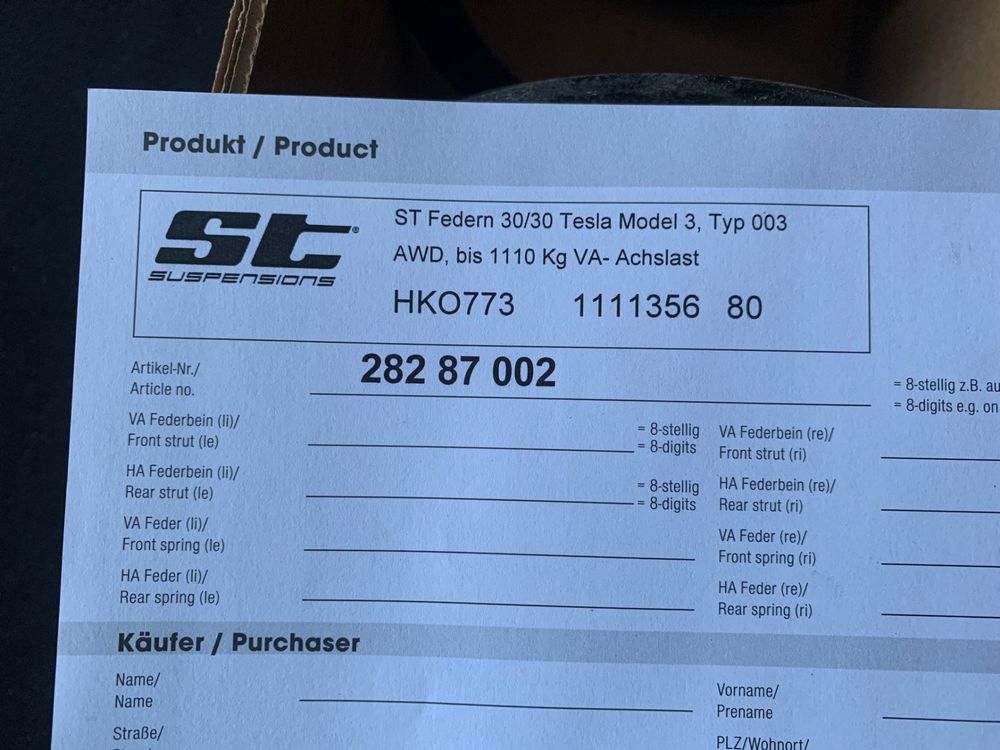 Produkt / Product
ST
SUSPENSIONS
ST Federn 30/30 Tesla Model 3, Typ 003
AWD, bis 1110 Kg VA- Achslast
HKO773 1111356 80
Artikel-Nr./
Article no.
282 87 002
= 8-stellig z.B. au
= 8-digits e.g. on
VA Federbein (li)/
Front strut (le)
= 8-stellig
= 8-digits
VA Federbein (re)/
Front strut (ri)
HA Federbein (li)/
Rear strut (le)
= 8-stellig
= 8-digits
HA Federbein (re)/
Rear strut (ri)
VA Feder (li)/
Front spring (le)
VA Feder (re)/
Front spring (ri)
HA Feder (li)/
Rear spring (le)
HA Feder (re)/
Rear spring (ri)
Käufer / Purchaser
Name/
Name
Vorname/
Prename
Straße/
PLZ/Wohnort/